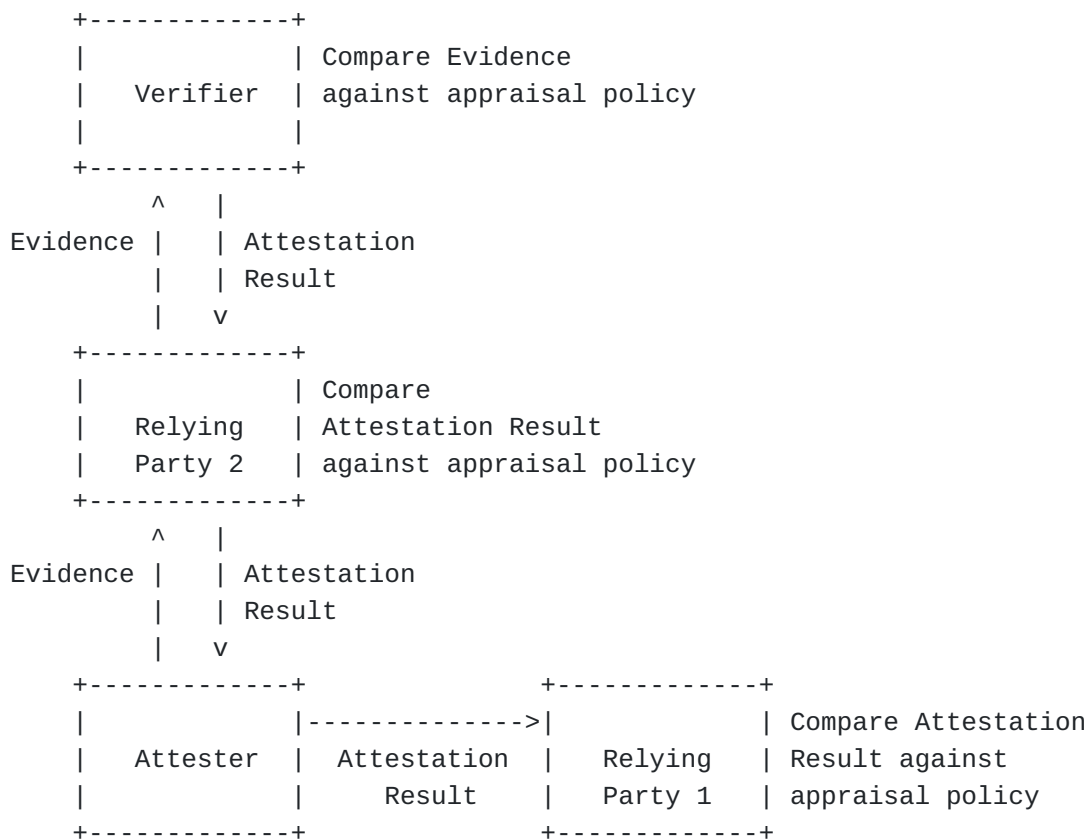 +-------------+
|             | Compare Evidence
|   Verifier  | against appraisal policy
|             |
+-------------+
     ^   |
Evidence |   | Attestation
     |   | Result
     |   v
+-------------+
|             | Compare
|   Relying   | Attestation Result
|   Party 2   | against appraisal policy
+-------------+
     ^   |
Evidence |   | Attestation
     |   | Result
     |   v
+-------------+               +-------------+
|             |-------------->|             | Compare Attestation
|   Attester  |  Attestation  |   Relying   | Result against
|             |     Result    |   Party 1   | appraisal policy
+-------------+               +-------------+